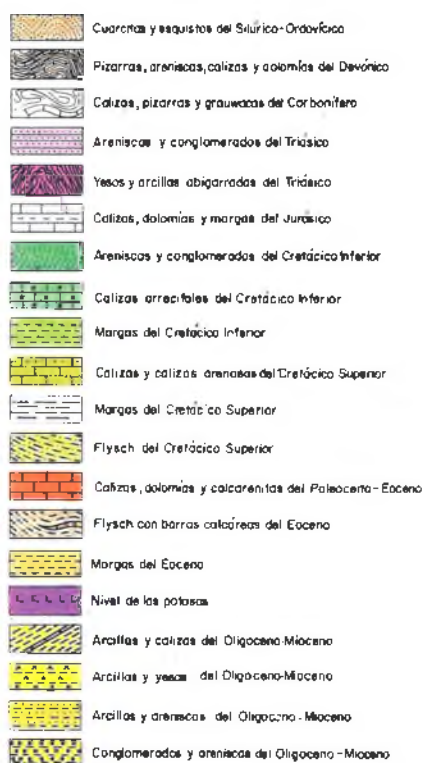 Cuarcitas y esquistos del Silúrico-Ordovícico
Pizarras, areniscas, calizas y dolomías del Devónico
Calizas, pizarras y grauwacas del Carbonífero
Areniscas y conglomerados del Triásico
Yesos y arcillas abigarradas del Triásico
Calizas, dolomías y margas del Jurásico
Areniscas y conglomerados del Cretácico Inferior
Calizas arrecifales del Cretácico Inferior
Margas del Cretácico Inferior
Calizas y calizas arenosas del Cretácico Superior
Margas del Cretácico Superior
Flysch del Cretácico Superior
Calizas, dolomías y calcarenitas del Paleoceno-Eoceno
Flysch con barras calcáreas del Eoceno
Margas del Eoceno
Nivel de las potasas
Arcillas y calizas del Oligoceno-Mioceno
Arcillas y yesos del Oligoceno-Mioceno
Arcillas y areniscas del Oligoceno-Mioceno
Conglomerados y areniscas del Oligoceno-Mioceno